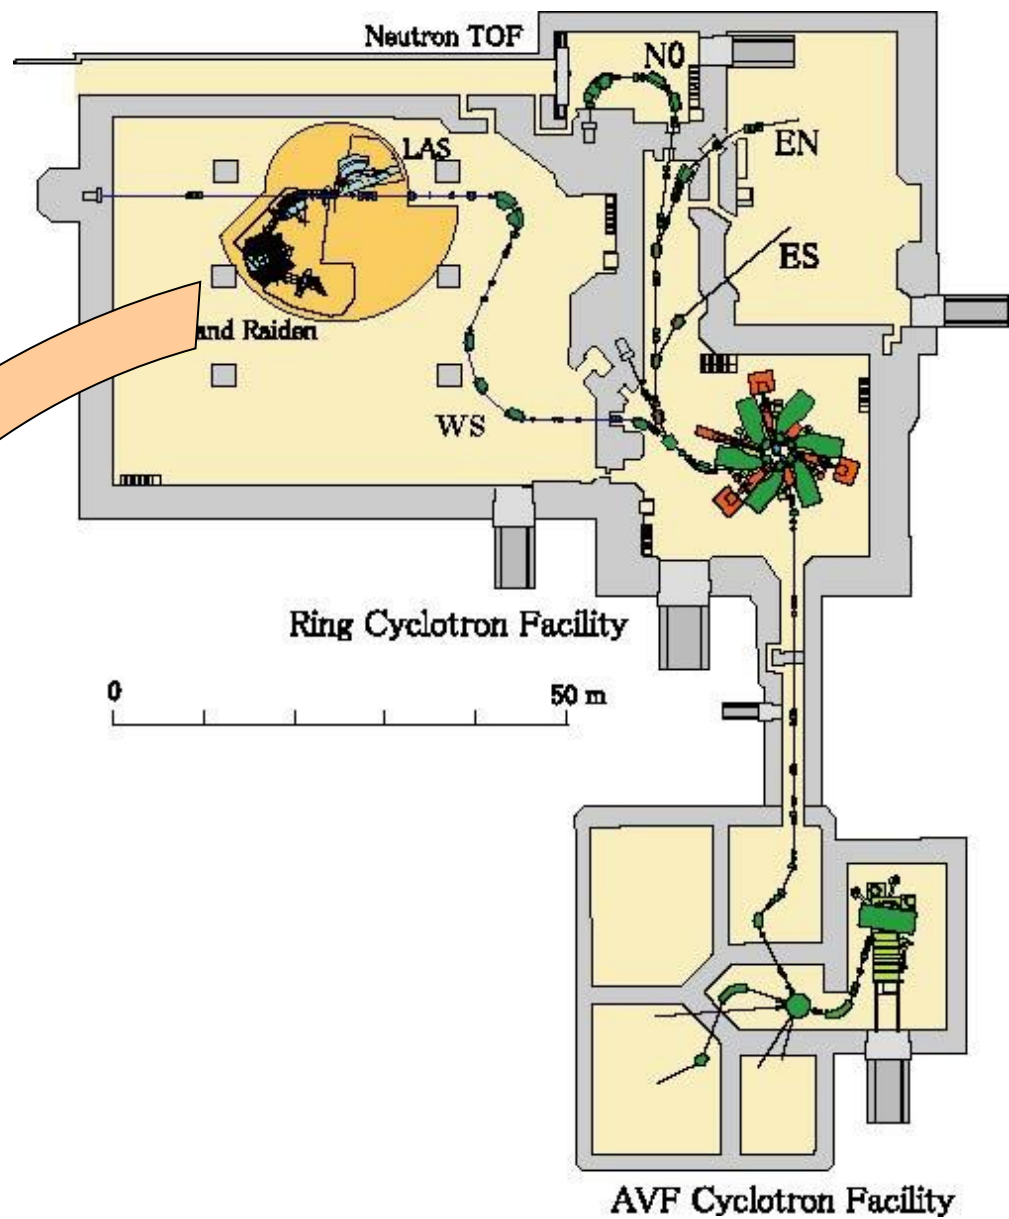 Neutron TOF
N0
LAS
EN
ES
and Raiden
WS
Ring Cyclotron Facility
0 50 m
AVF Cyclotron Facility